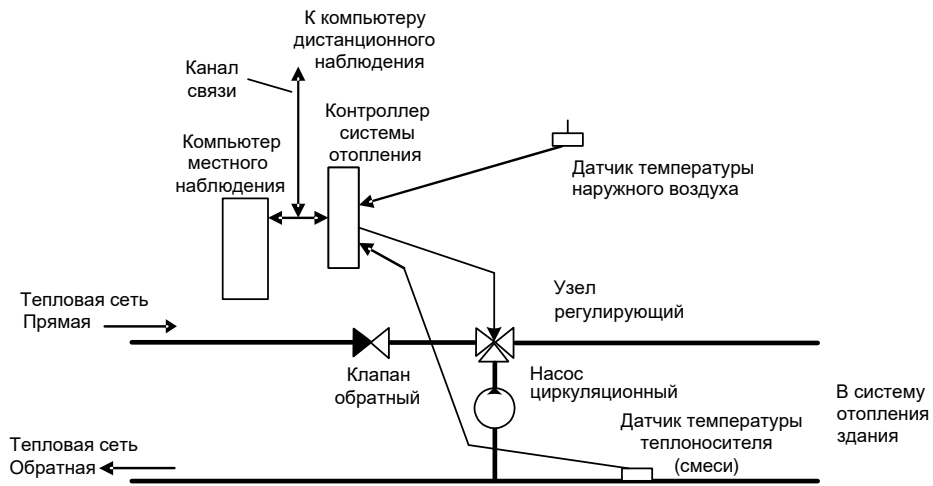 К компьютеру
дистанционного
наблюдения
Канал
связи
Контроллер
системы
отопления
Компьютер
местного
наблюдения
Датчик температуры
наружного воздуха
Узел
регулирующий
Тепловая сеть
Прямая
Клапан
обратный
Насос
циркуляционный
В систему
отопления
здания
Датчик температуры
теплоносителя
(смеси)
Тепловая сеть
Обратная